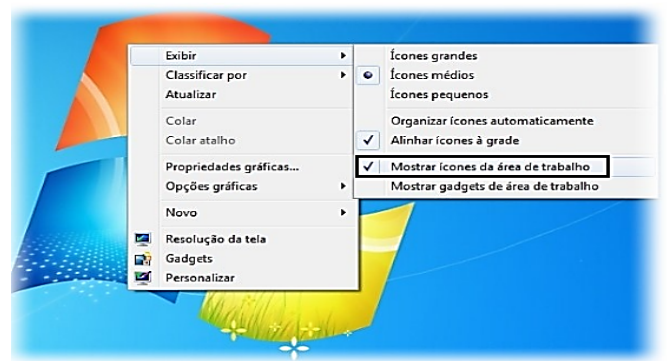 Exibir
Classificar por
Atualizar
Colar
Colar atalho
Propriedades gráficas...
Opções gráficas
Novo
Resolução da tela
Gadgets
Personalizar
Ícones grandes
Ícones médios
Ícones pequenos
Organizar ícones automaticamente
Alinhar ícones à grade
Mostrar ícones da área de trabalho
Mostrar gadgets de área de trabalho